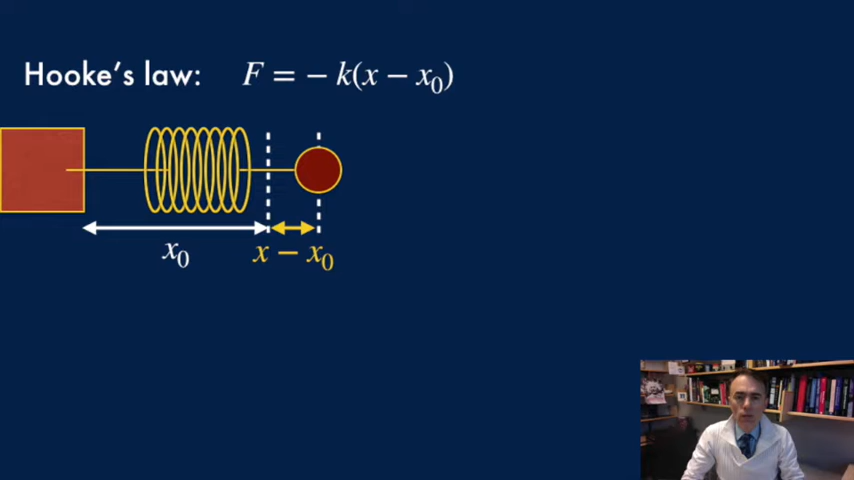 Hooke's law: F = − k(x − x₀)
x₀ x − x₀